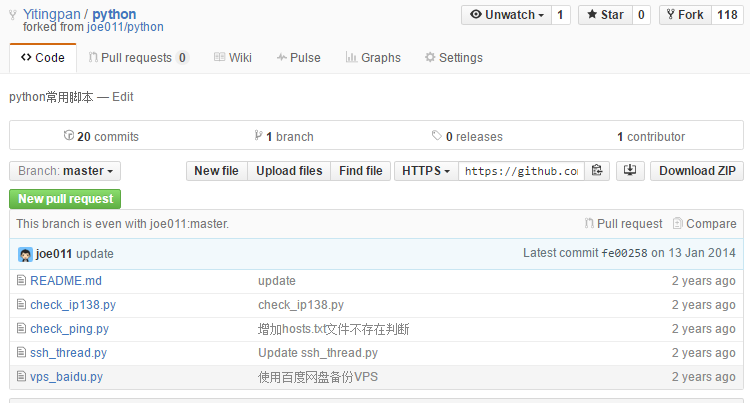 Yitingpan / python
Unwatch 1 Star 0 Fork 118
forked from joe011/python
Code Pull requests 0 Wiki Pulse Graphs Settings
python常用脚本 — Edit
20 commits 1 branch 0 releases 1 contributor
Branch: master New file Upload files Find file HTTPS https://github.con Download ZIP
New pull request
This branch is even with joe011:master. Pull request Compare
joe011 update Latest commit fe00258 on 13 Jan 2014
README.md update 2 years ago
check_ip138.py check_ip138.py 2 years ago
check_ping.py 增加hosts.txt文件不存在判断 2 years ago
ssh_thread.py Update ssh_thread.py 2 years ago
vps_baidu.py 使用百度网盘备份VPS 2 years ago